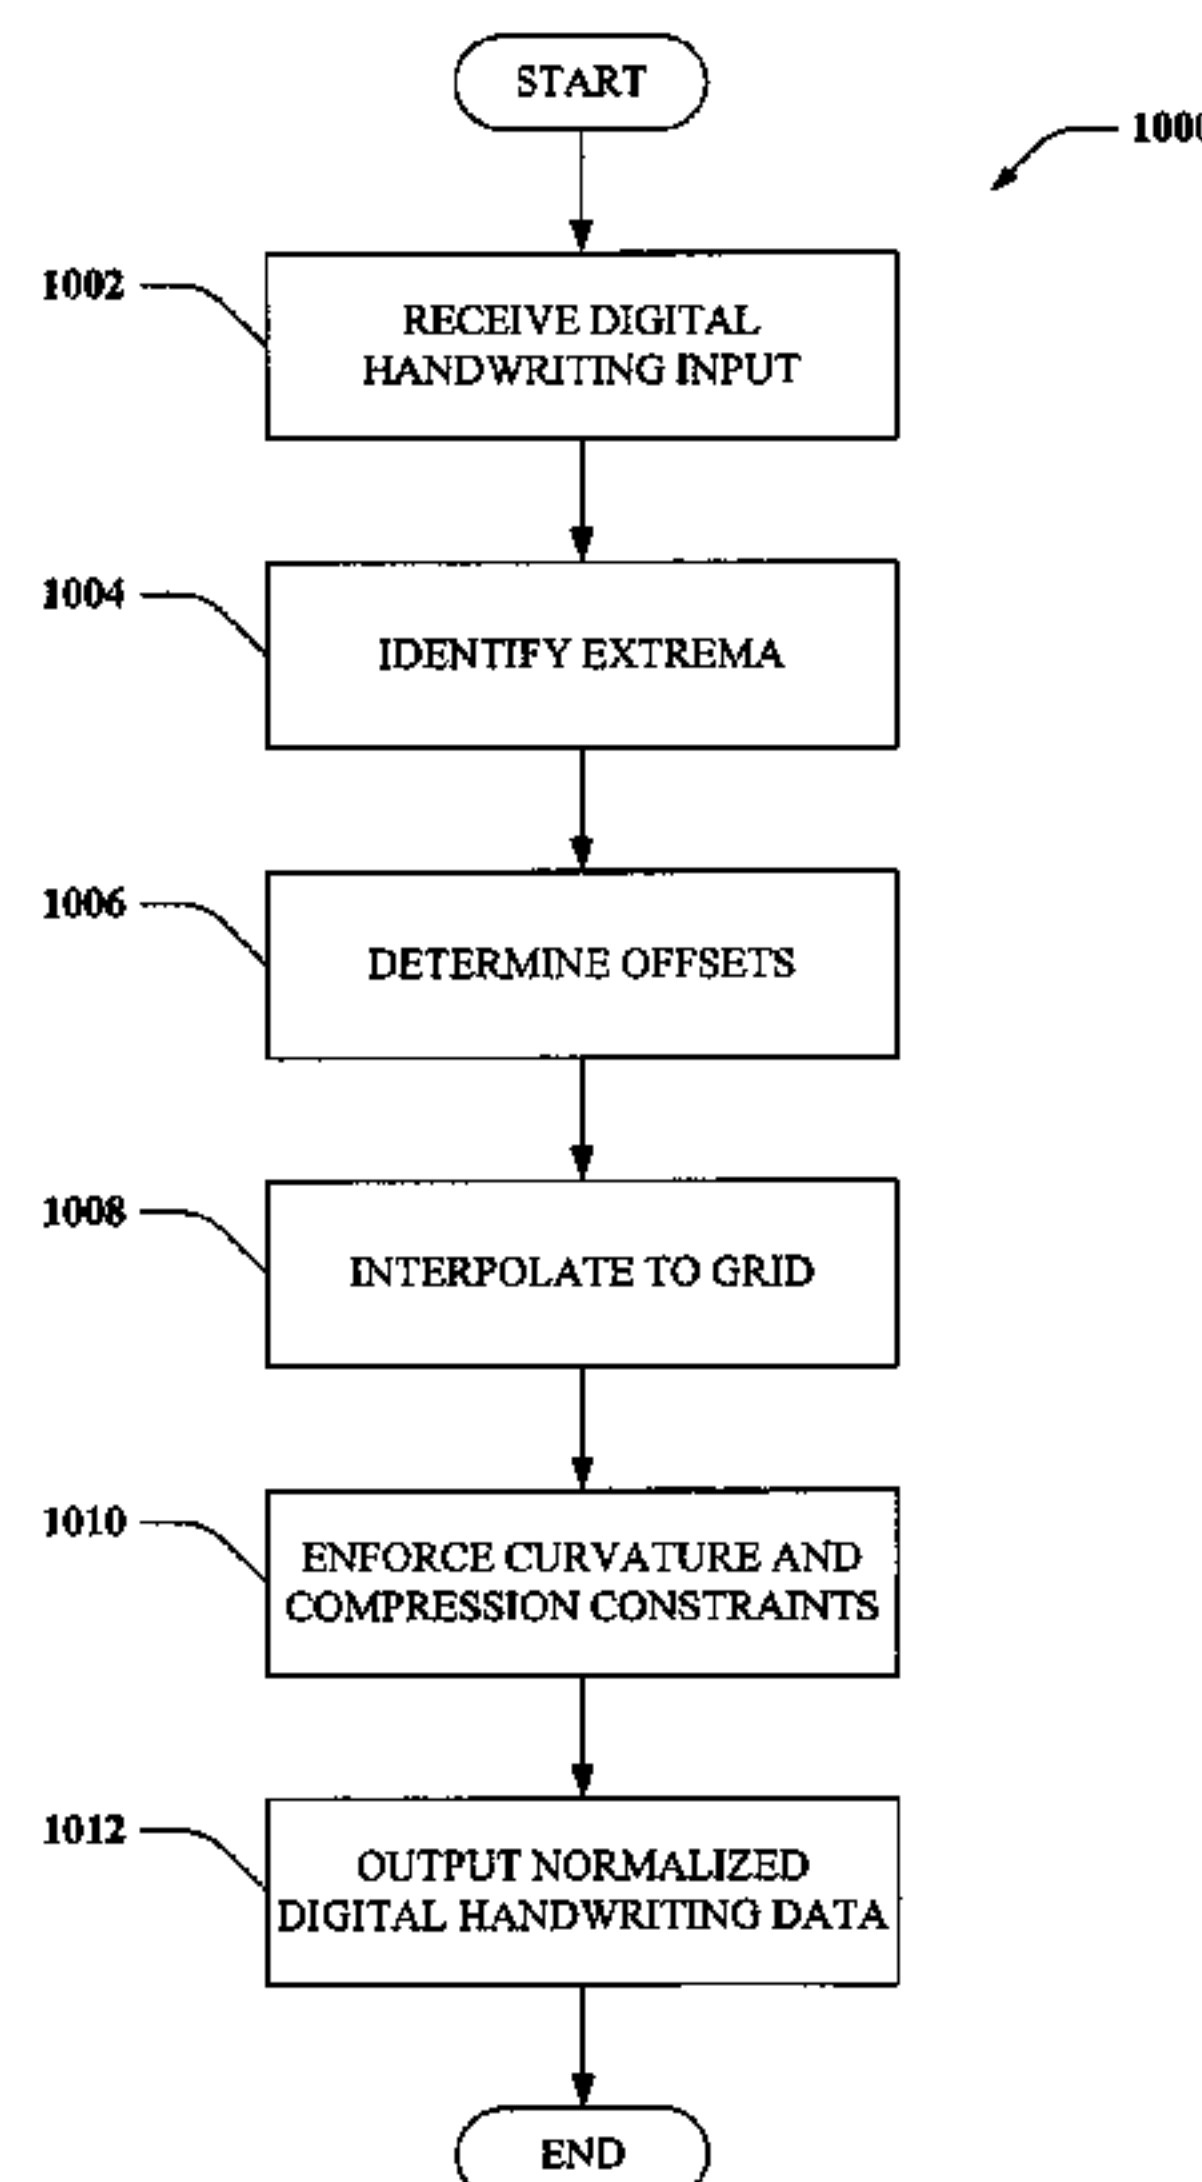 START
1000
1002
RECEIVE DIGITAL
HANDWRITING INPUT
1004
IDENTIFY EXTREMA
1006
DETERMINE OFFSETS
1008
INTERPOLATE TO GRID
1010
ENFORCE CURVATURE AND
COMPRESSION CONSTRAINTS
1012
OUTPUT NORMALIZED
DIGITAL HANDWRITING DATA
END